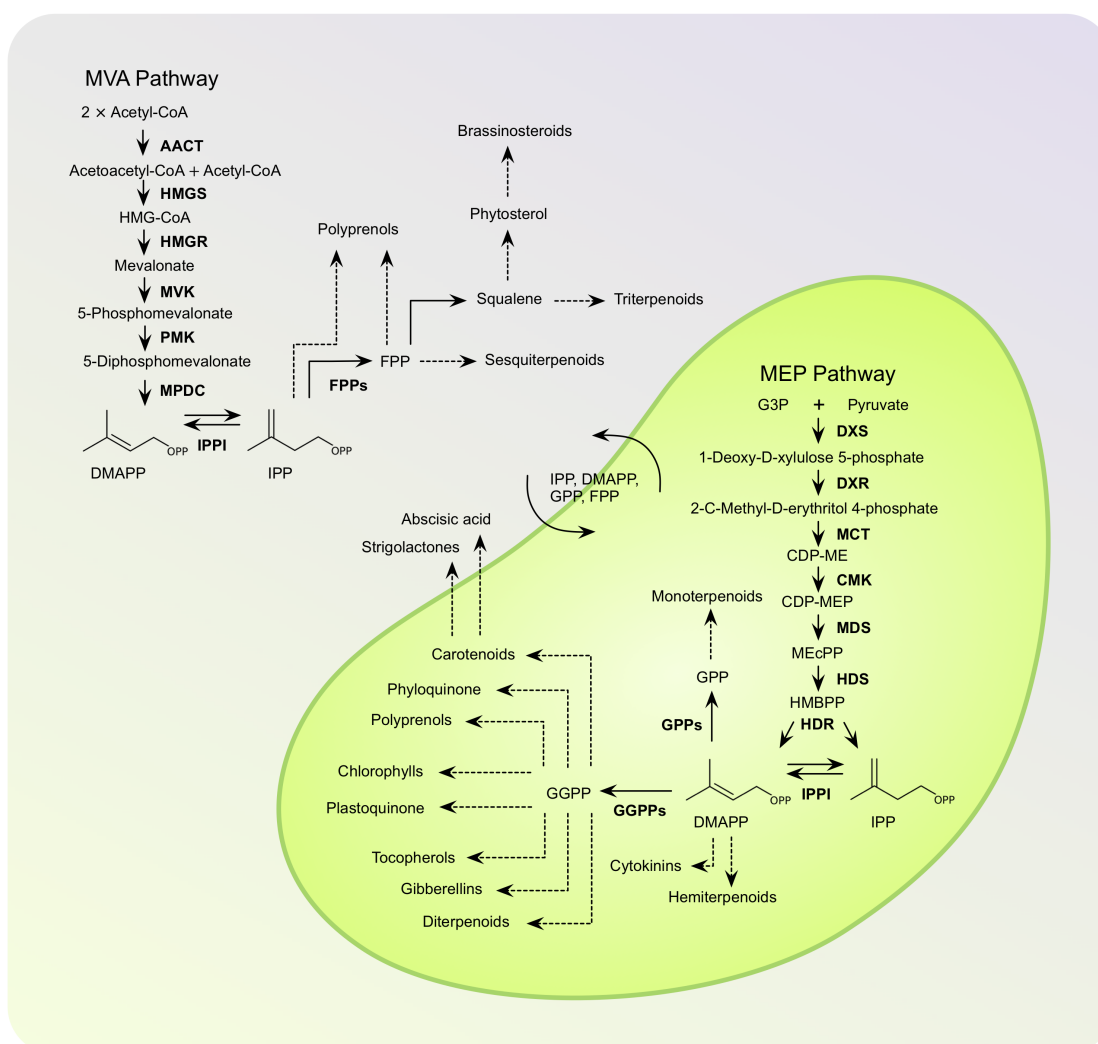 MVA Pathway
2 × Acetyl-CoA
AACT
Acetoacetyl-CoA + Acetyl-CoA
HMGS
HMG-CoA
HMGR
Mevalonate
MVK
5-Phosphomevalonate
PMK
5-Diphosphomevalonate
MPDC
OPP
IPPI
OPP
DMAPP
IPP
Brassinosteroids
Phytosterol
Polyprenols
Squalene
Triterpenoids
FPP
Sesquiterpenoids
FPPs
MEP Pathway
G3P + Pyruvate
DXS
1-Deoxy-D-xylulose 5-phosphate
DXR
2-C-Methyl-D-erythritol 4-phosphate
MCT
CDP-ME
CMK
CDP-MEP
MDS
MEcPP
HDS
HMBPP
HDR
IPP, DMAPP,
GPP, FPP
Abscisic acid
Strigolactones
Monoterpenoids
GPP
GPPs
Carotenoids
Phyloquinone
Polyprenols
Chlorophylls
Plastoquinone
GGPP
GGPPs
OPP
IPPI
OPP
DMAPP
IPP
Tocopherols
Gibberellins
Diterpenoids
Cytokinins
Hemiterpenoids